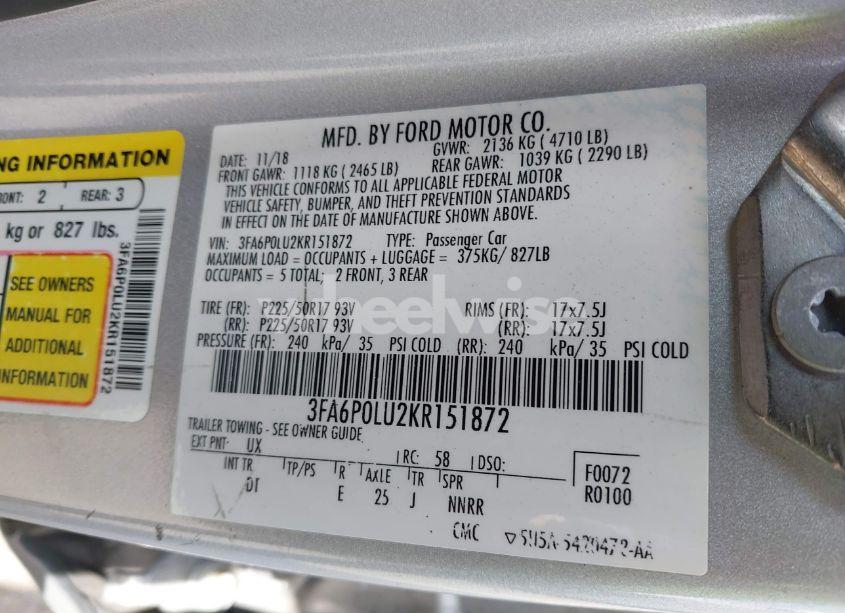 NG INFORMATION
RONT: 2 REAR: 3
kg or 827 lbs.
SEE OWNERS
MANUAL FOR
ADDITIONAL
INFORMATION
3FA6P0LU2KR151872
MFD. BY FORD MOTOR CO.
DATE: 11/18 GVWR: 2136 KG ( 4710 LB)
FRONT GAWR: 1118 KG ( 2465 LB) REAR GAWR: 1039 KG ( 2290 LB)
THIS VEHICLE CONFORMS TO ALL APPLICABLE FEDERAL MOTOR
VEHICLE SAFETY, BUMPER, AND THEFT PREVENTION STANDARDS
IN EFFECT ON THE DATE OF MANUFACTURE SHOWN ABOVE.
VIN: 3FA6P0LU2KR151872 TYPE: Passenger Car
MAXIMUM LOAD = OCCUPANTS + LUGGAGE = 375KG/ 827LB
OCCUPANTS = 5 TOTAL; 2 FRONT, 3 REAR
wheelwise
TIRE (FR): P225/50R17 93V RIMS (FR): 17x7.5J
(RR): P225/50R17 93V (RR): 17x7.5J
PRESSURE (FR): 240 kPa/ 35 PSI COLD (RR): 240 kPa/ 35 PSI COLD
3FA6P0LU2KR151872
TRAILER TOWING - SEE OWNER GUIDE
EXT PNT: UX RC: 58 DSO:
INT TR TP/PS R AXLE TR SPR
DT E 25 J NNRR
F0072
R0100
CMC ▽5U5A-5420472-AA